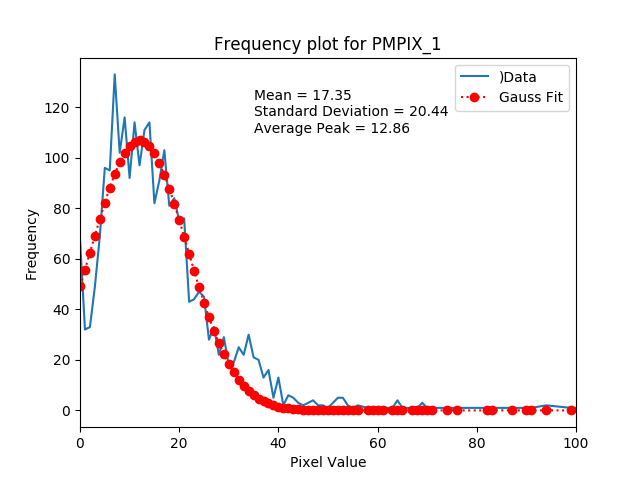 Frequency plot for PMPIX_1
)Data
Gauss Fit
Mean = 17.35
Standard Deviation = 20.44
Average Peak = 12.86
Frequency
120
100
80
60
40
20
0
0 20 40 60 80 100
Pixel Value